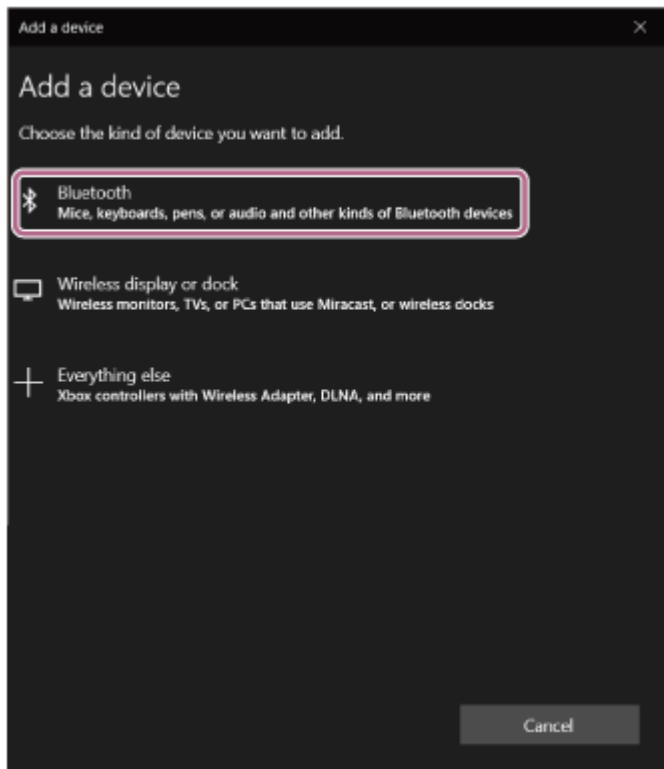 Add a device
Add a device
Choose the kind of device you want to add.
Bluetooth
Mice, keyboards, pens, or audio and other kinds of Bluetooth devices
Wireless display or dock
Wireless monitors, TVs, or PCs that use Miracast, or wireless docks
Everything else
Xbox controllers with Wireless Adapter, DLNA, and more
Cancel